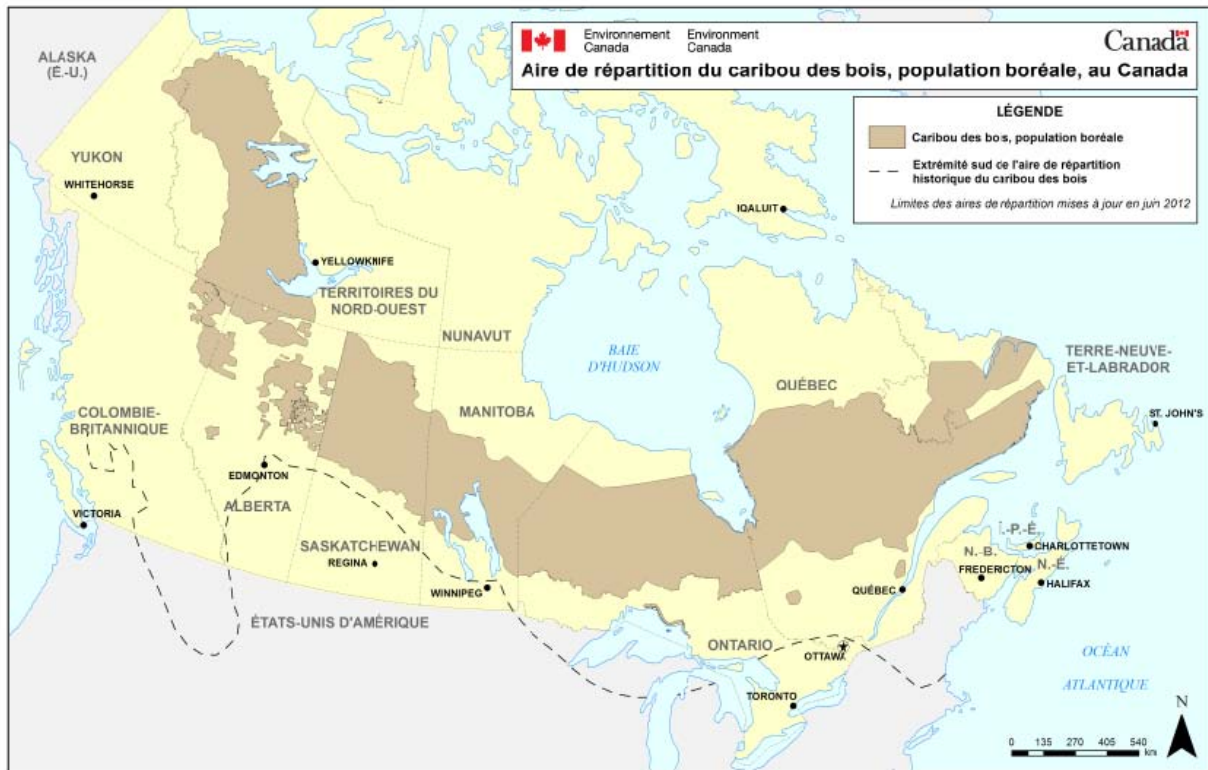 Environnement Environment
Canada Canada
Canada
Aire de répartition du caribou des bois, population boréale, au Canada
LÉGENDE
Caribou des bois, population boréale
Extrémité sud de l'aire de répartition
historique du caribou des bois
Limites des aires de répartition mises à jour en juin 2012
ALASKA
(É.-U.)
YUKON
WHITEHORSE
IQALUIT
YELLOWKNIFE
TERRITOIRES DU
NORD-OUEST
NUNAVUT
BAIE
D'HUDSON
QUÉBEC
TERRE-NEUVE-
ET-LABRADOR
ST. JOHN'S
COLOMBIE-
BRITANNIQUE
MANITOBA
EDMONTON
ALBERTA
VICTORIA
SASKATCHEWAN
REGINA
WINNIPEG
Î.-P.-É.
CHARLOTTETOWN
N.-B.
FREDERICTON
N.-É.
HALIFAX
QUÉBEC
ÉTATS-UNIS D'AMÉRIQUE
ONTARIO
OTTAWA
TORONTO
OCÉAN
ATLANTIQUE
N
0 135 270 405 540
km